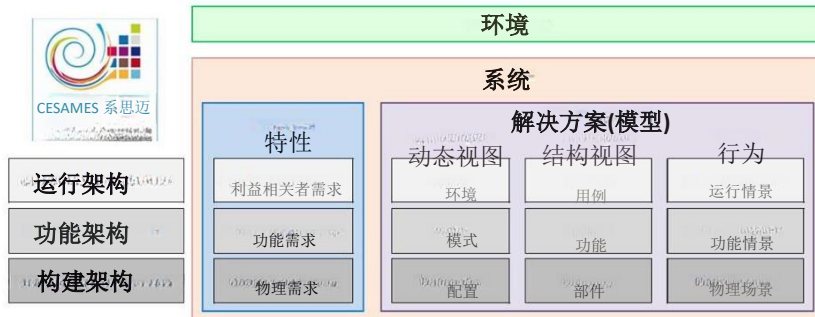 环境
系统
CESAMES 系思迈
特性
解决方案(模型)
动态视图
结构视图
行为
运行架构
利益相关者需求
环境
用例
运行情景
功能架构
功能需求
模式
功能
功能情景
构建架构
物理需求
配置
部件
物理场景